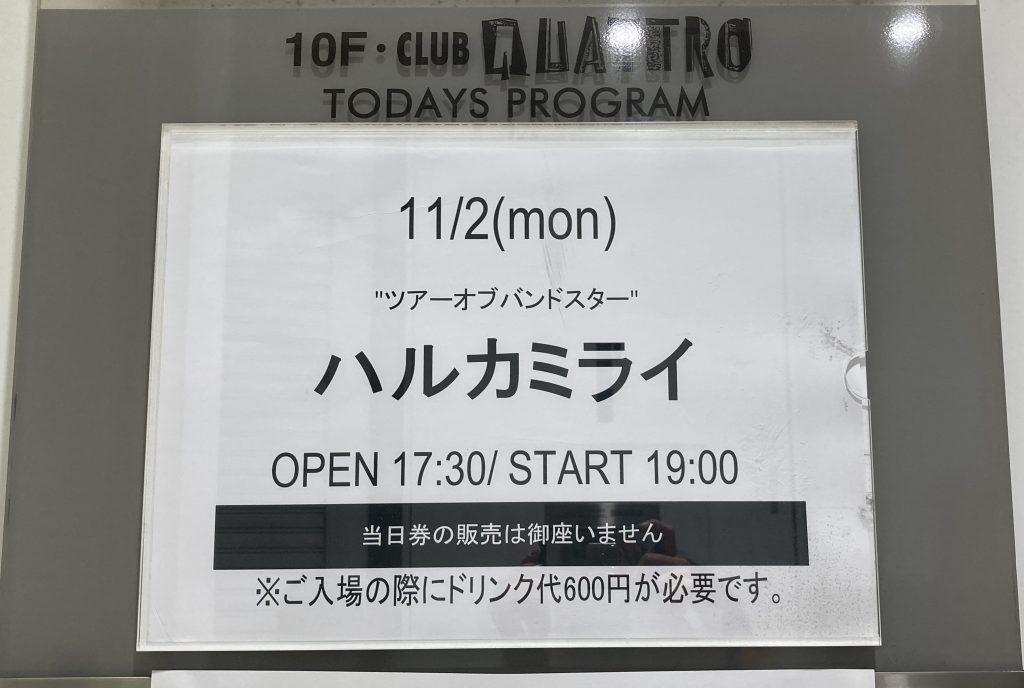 10F・CLUB QUATTRO
TODAYS PROGRAM
11/2(mon)
"ツアーオブバンドスター"
ハルカミライ
OPEN 17:30/ START 19:00
当日券の販売は御座いません
※ご入場の際にドリンク代600円が必要です。